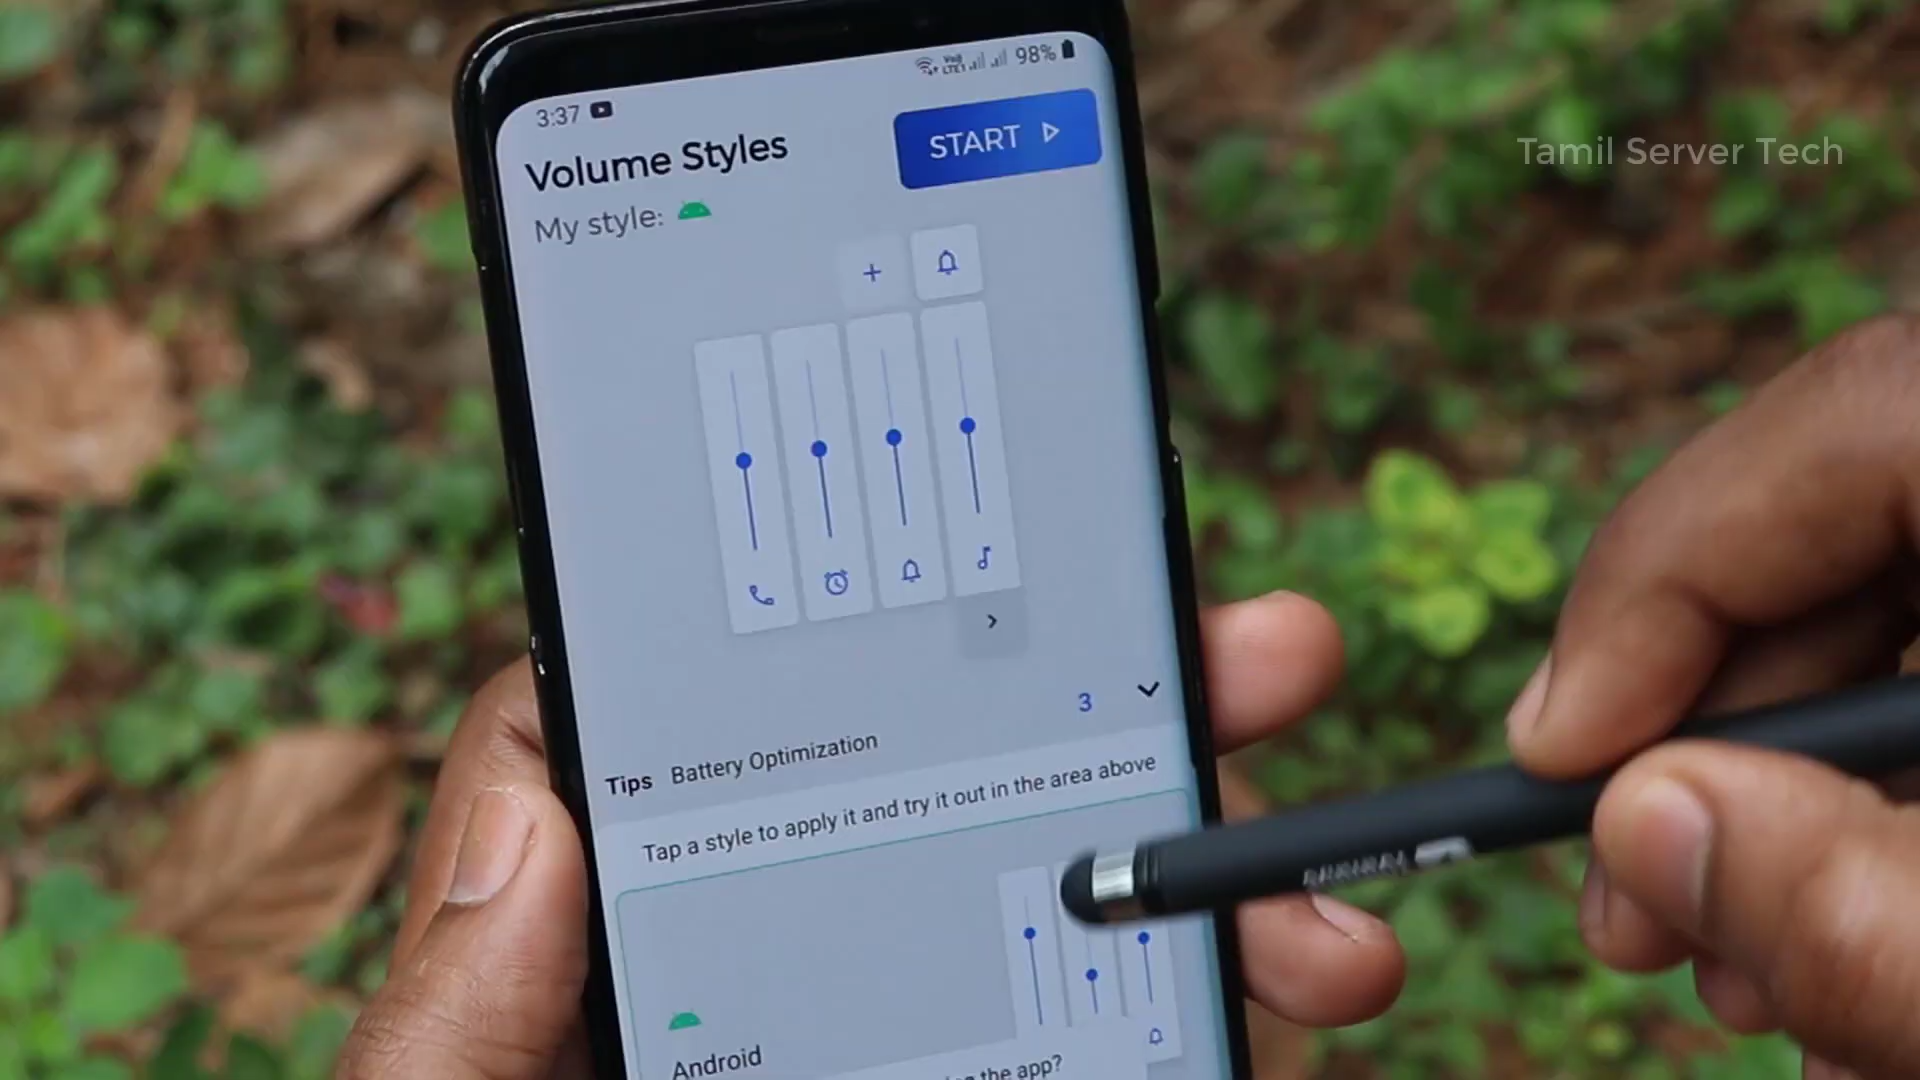 3:37
98%
Volume Styles
START
Tamil Server Tech
My style:
3
Tips Battery Optimization
Tap a style to apply it and try it out in the area above
Android
the app?